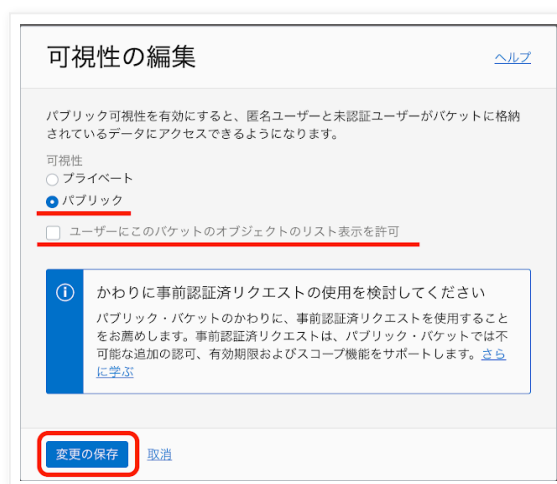 可視性の編集
ヘルプ
パブリック可視性を有効にすると、匿名ユーザーと未認証ユーザーがバケットに格納
されているデータにアクセスできるようになります。
可視性
プライベート
パブリック
ユーザーにこのバケットのオブジェクトのリスト表示を許可
かわりに事前認証済リクエストの使用を検討してください
パブリック・バケットのかわりに、事前認証済リクエストを使用すること
をお薦めします。事前認証済リクエストは、パブリック・バケットでは不
可能な追加の認可、有効期限およびスコープ機能をサポートします。さら
に学ぶ
変更の保存
取消